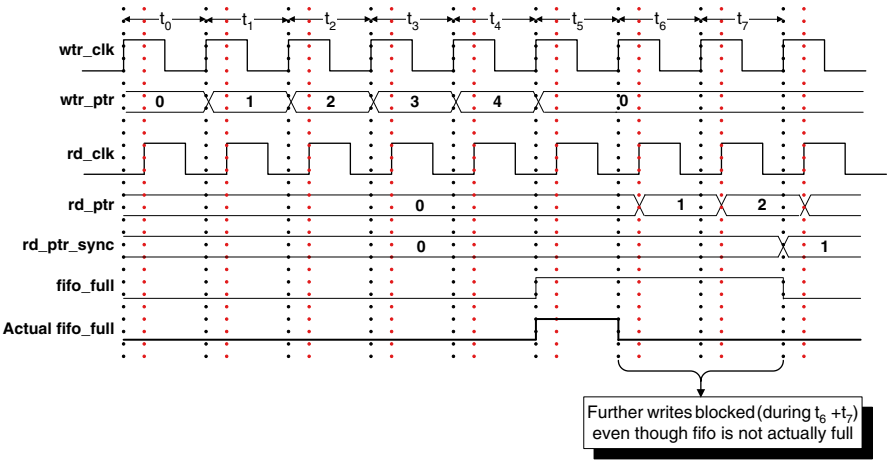 t0 t1 t2 t3 t4 t5 t6 t7
wtr_clk
wtr_ptr 0 1 2 3 4 0
rd_clk
rd_ptr 0 1 2
rd_ptr_sync 0 1
fifo_full
Actual fifo_full
Further writes blocked (during t6 +t7)
even though fifo is not actually full